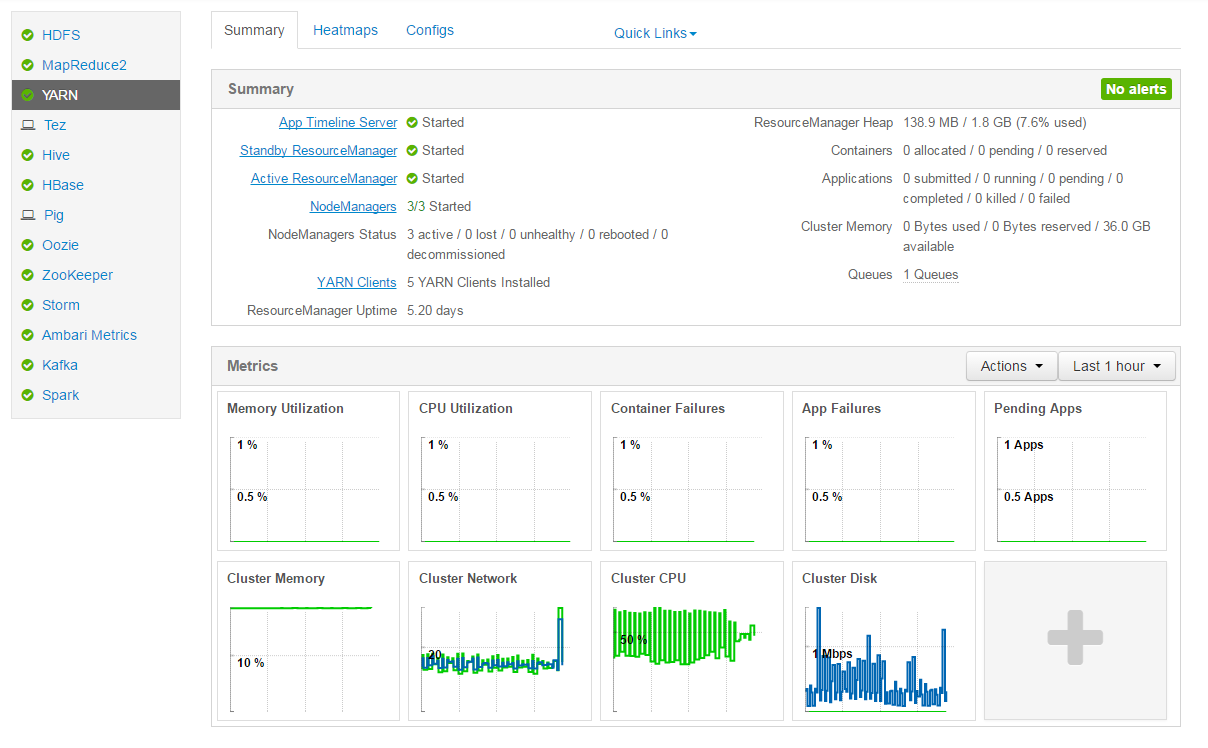 HDFS
MapReduce2
YARN
Tez
Hive
HBase
Pig
Oozie
ZooKeeper
Storm
Ambari Metrics
Kafka
Spark
Summary Heatmaps Configs Quick Links
Summary No alerts
App Timeline Server Started
Standby ResourceManager Started
Active ResourceManager Started
NodeManagers 3/3 Started
NodeManagers Status 3 active / 0 lost / 0 unhealthy / 0 rebooted / 0
decommissioned
YARN Clients 5 YARN Clients Installed
ResourceManager Uptime 5.20 days
ResourceManager Heap 138.9 MB / 1.8 GB (7.6% used)
Containers 0 allocated / 0 pending / 0 reserved
Applications 0 submitted / 0 running / 0 pending / 0
completed / 0 killed / 0 failed
Cluster Memory 0 Bytes used / 0 Bytes reserved / 36.0 GB
available
Queues 1 Queues
Metrics Actions Last 1 hour
Memory Utilization
1 %
0.5 %
CPU Utilization
1 %
0.5 %
Container Failures
1 %
0.5 %
App Failures
1 %
0.5 %
Pending Apps
1 Apps
0.5 Apps
Cluster Memory
10 %
Cluster Network
20
Cluster CPU
50 %
Cluster Disk
1 Mbps